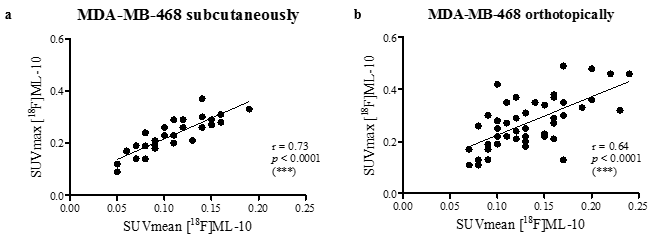 a
MDA-MB-468 subcutaneously
SUVmax [18F]ML-10
0.6
0.4
0.2
0.0
r = 0.73
p < 0.0001
(***)
0.00 0.05 0.10 0.15 0.20 0.25
SUVmean [18F]ML-10
b
MDA-MB-468 orthotopically
SUVmax [18F]ML-10
0.6
0.4
0.2
0.0
r = 0.64
p < 0.0001
(***)
0.00 0.05 0.10 0.15 0.20 0.25
SUVmean [18F]ML-10